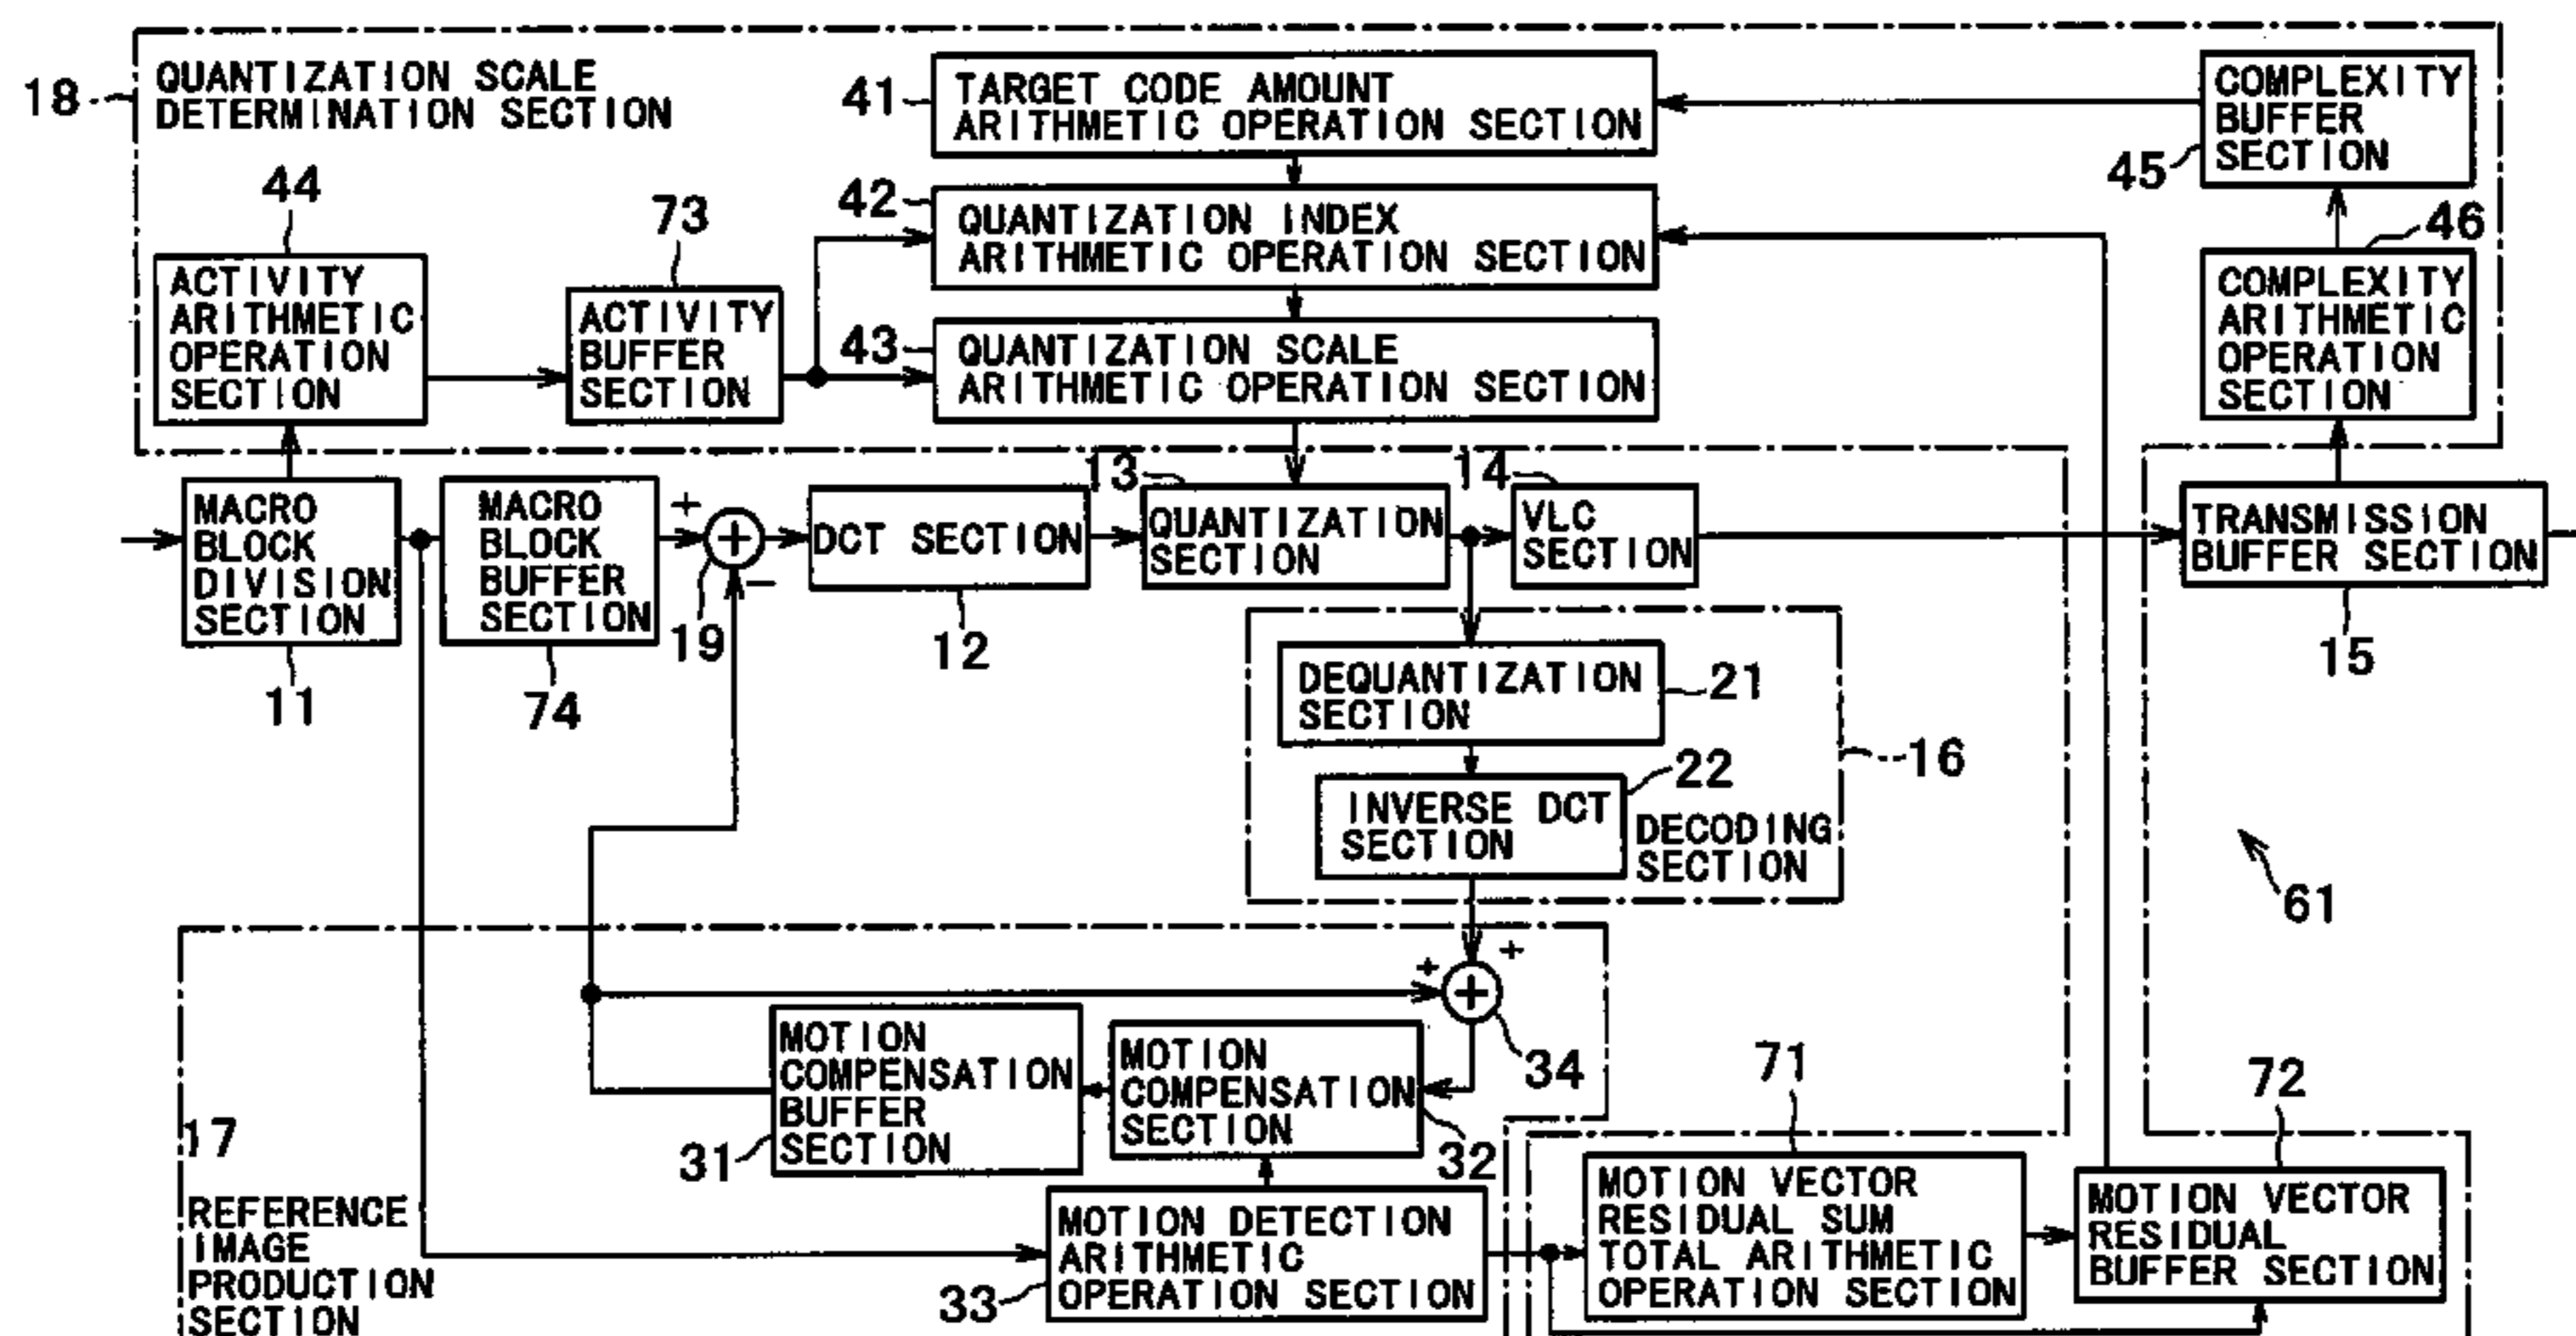 18
QUANTIZATION SCALE
DETERMINATION SECTION
41
TARGET CODE AMOUNT
ARITHMETIC OPERATION SECTION
COMPLEXITY
BUFFER
SECTION
45
44
73
42
QUANTIZATION INDEX
ARITHMETIC OPERATION SECTION
46
ACTIVITY
ARITHMETIC
OPERATION
SECTION
ACTIVITY
BUFFER
SECTION
43
QUANTIZATION SCALE
ARITHMETIC OPERATION SECTION
COMPLEXITY
ARITHMETIC
OPERATION
SECTION
13
14
MACRO
BLOCK
DIVISION
SECTION
11
MACRO
BLOCK
BUFFER
SECTION
74
+
+
−
19
DCT SECTION
12
QUANTIZATION
SECTION
VLC
SECTION
TRANSMISSION
BUFFER SECTION
15
DEQUANTIZATION
SECTION
21
16
22
INVERSE DCT
SECTION
DECODING
SECTION
61
+
+
+
34
MOTION
COMPENSATION
BUFFER
SECTION
31
MOTION
COMPENSATION
SECTION
32
71
72
17
REFERENCE
IMAGE
PRODUCTION
SECTION
MOTION DETECTION
ARITHMETIC
OPERATION SECTION
33
MOTION VECTOR
RESIDUAL SUM
TOTAL ARITHMETIC
OPERATION SECTION
MOTION VECTOR
RESIDUAL
BUFFER SECTION